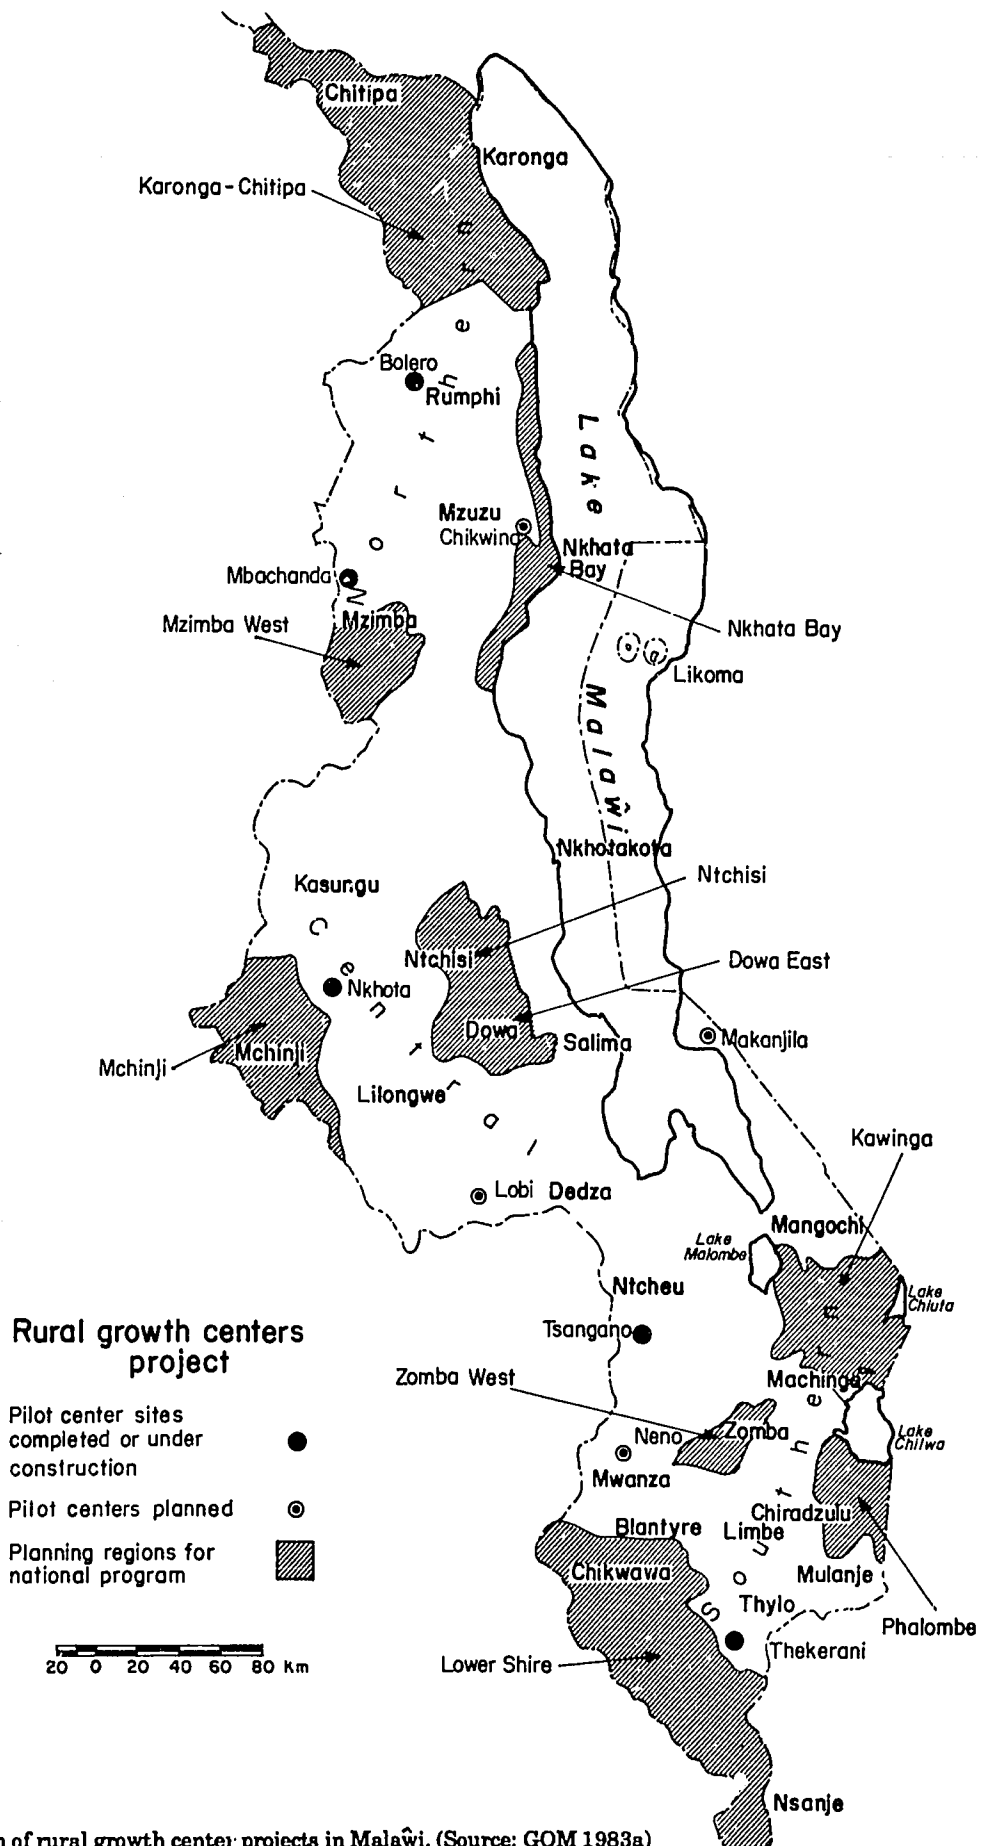 Chitipa
Karonga
Karonga-Chitipa
Bolero
Rumphi
Northern
Lake Malaŵi
Mzuzu
Chikwina
Nkhata
Bay
Mbachanda
Mzimba
Mzimba West
Nkhata Bay
Likoma
Nkhotakota
Kasungu
Ntchisi
Central
Ntchisi
Dowa East
Nkhota
Dowa
Salima
Makanjila
Mchinji
Mchinji
Lilongwe
Kawinga
Lobi
Dedza
Mangochi
Lake
Malombe
Ntcheu
Lake
Chiuta
Rural growth centers
project
Tsangano
Zomba West
Machinga
Southern
Pilot center sites
completed or under
construction
Neno
Zomba
Lake
Chilwa
Mwanza
Pilot centers planned
Chiradzulu
Blantyre
Limbe
Planning regions for
national program
Chikwawa
Mulanje
Thylo
Phalombe
Thekerani
Lower Shire
20 0 20 40 60 80 Km
Nsanje
of rural growth center projects in Malaŵi. (Source: GOM 1983a)